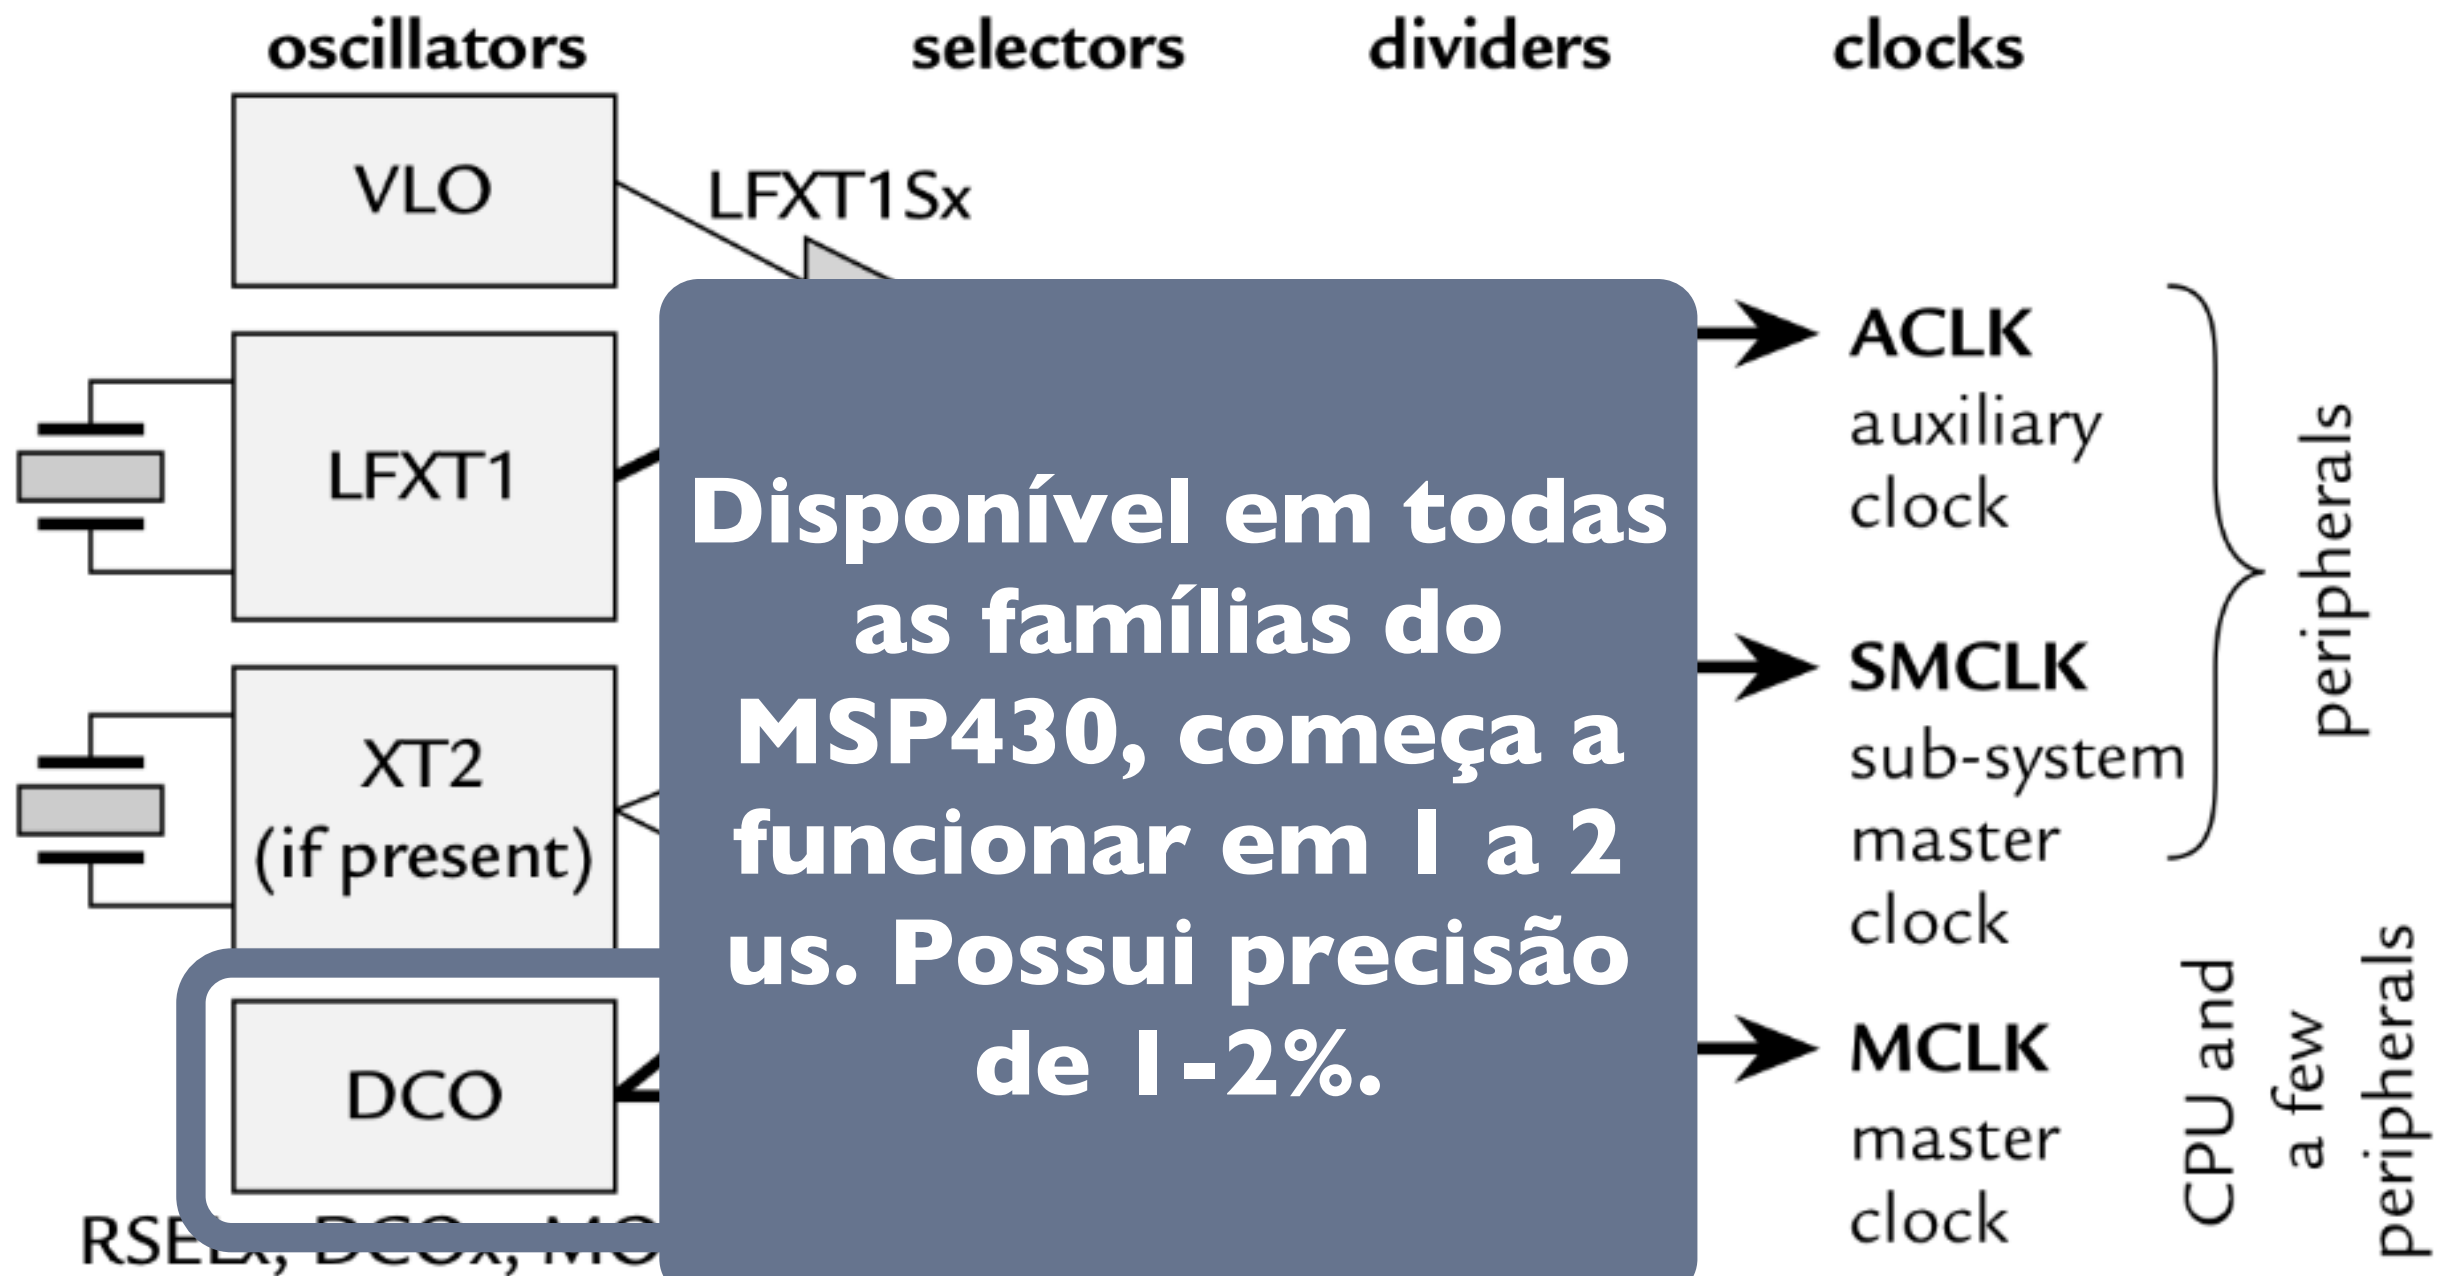 oscillators selectors dividers clocks
VLO
LFXT1Sx
LFXT1
XT2
(if present)
DCO
Disponível em todas
as famílias do
MSP430, começa a
funcionar em 1 a 2
us. Possui precisão
de 1-2%.
ACLK
auxiliary
clock
SMCLK
sub-system
master
clock
MCLK
master
clock
peripherals
CPU and
a few
peripherals
RSELx, DCOx,